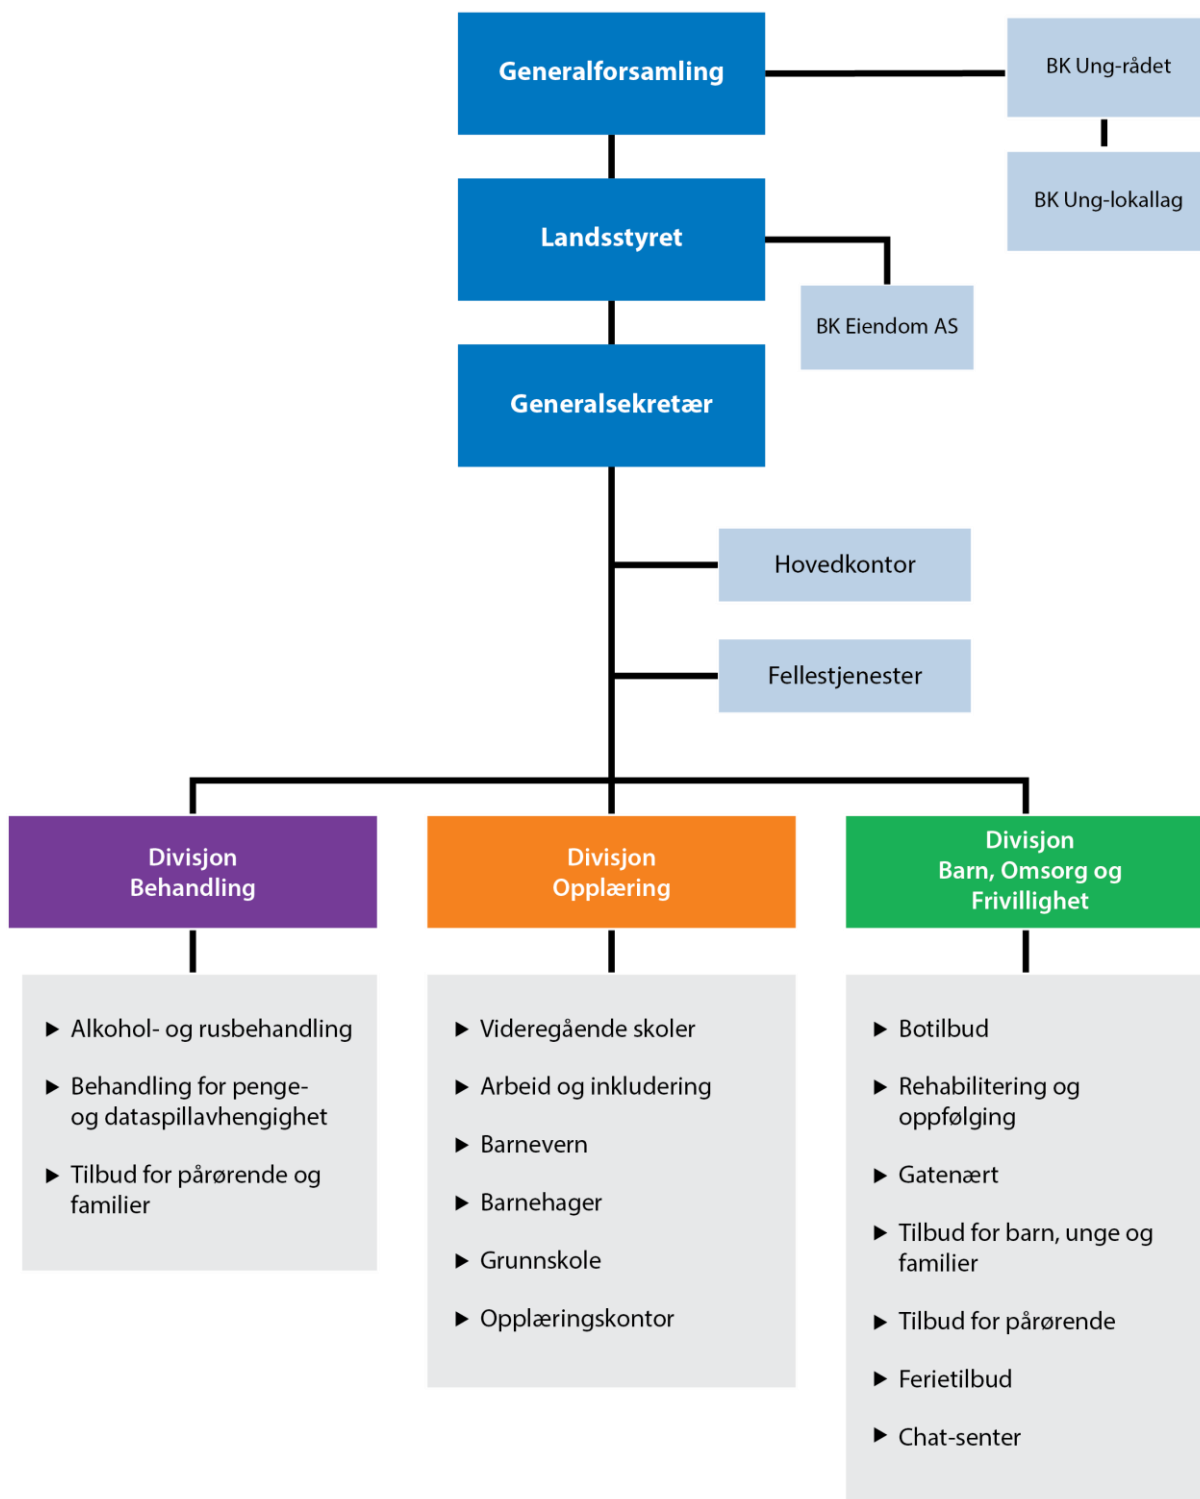 Generalforsamling
BK Ung-rådet
BK Ung-lokallag
Landsstyret
BK Eiendom AS
Generalsekretær
Hovedkontor
Fellestjenester
Divisjon
Behandling
▶ Alkohol- og rusbehandling
▶ Behandling for penge-
og dataspillavhengighet
▶ Tilbud for pårørende og
familier
Divisjon
Opplæring
▶ Videregående skoler
▶ Arbeid og inkludering
▶ Barnevern
▶ Barnehager
▶ Grunnskole
▶ Opplæringskontor
Divisjon
Barn, Omsorg og
Frivillighet
▶ Botilbud
▶ Rehabilitering og
oppfølging
▶ Gatenært
▶ Tilbud for barn, unge og
familier
▶ Tilbud for pårørende
▶ Ferietilbud
▶ Chat-senter